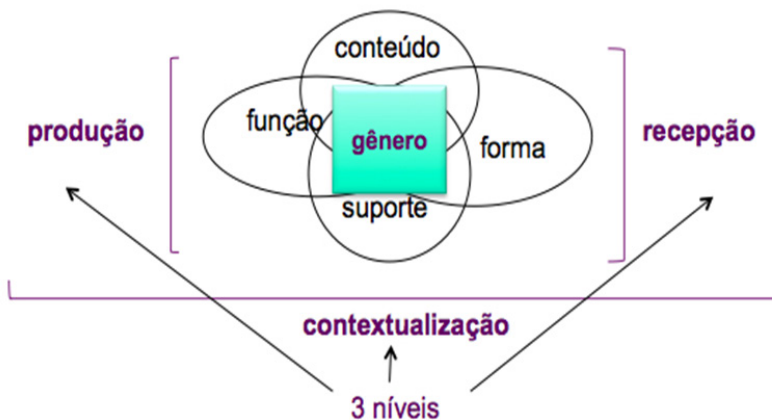 conteúdo
função
produção
gênero
forma
recepção
suporte
contextualização
3 níveis